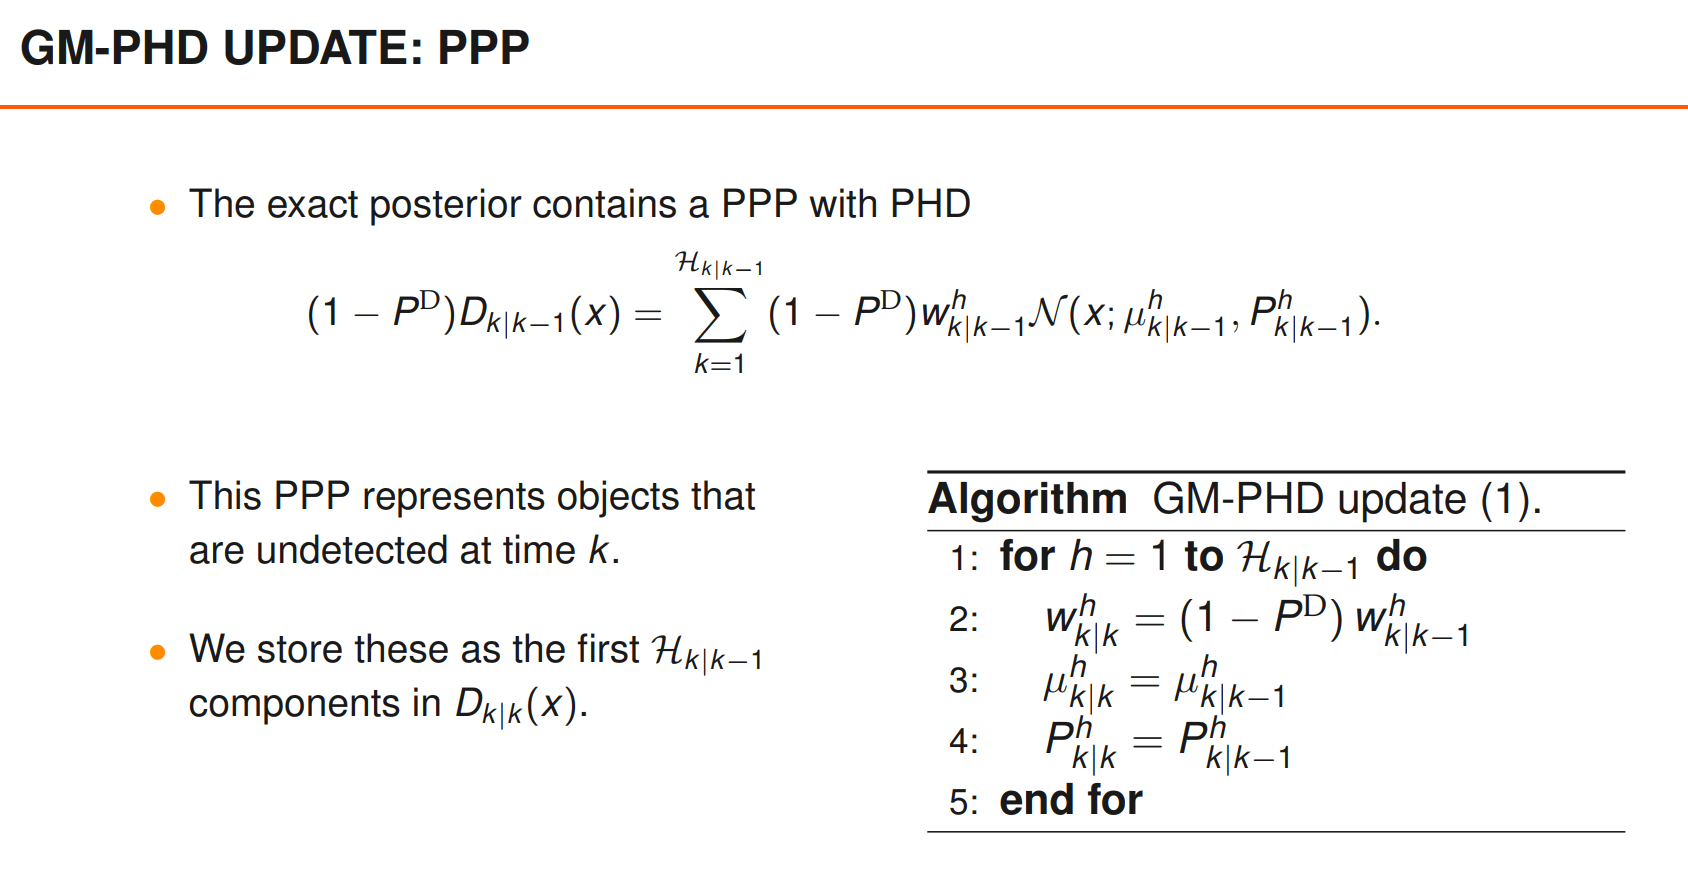 GM-PHD UPDATE: PPP
• The exact posterior contains a PPP with PHD
$(1 - P^{\mathrm{D}})D_{k|k-1}(x) = \sum_{k=1}^{\mathcal{H}_{k|k-1}} (1 - P^{\mathrm{D}})w_{k|k-1}^{h}\mathcal{N}(x; \mu_{k|k-1}^{h}, P_{k|k-1}^{h}).$
• This PPP represents objects that
are undetected at time $k$.
• We store these as the first $\mathcal{H}_{k|k-1}$
components in $D_{k|k}(x)$.
Algorithm GM-PHD update (1).
1: for $h = 1$ to $\mathcal{H}_{k|k-1}$ do
2: $w_{k|k}^{h} = (1 - P^{\mathrm{D}}) w_{k|k-1}^{h}$
3: $\mu_{k|k}^{h} = \mu_{k|k-1}^{h}$
4: $P_{k|k}^{h} = P_{k|k-1}^{h}$
5: end for